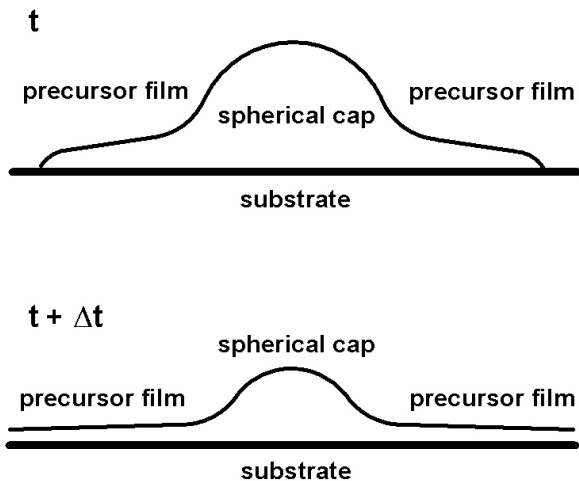 t
precursor film
precursor film
spherical cap
substrate
t + Δt
spherical cap
precursor film
precursor film
substrate